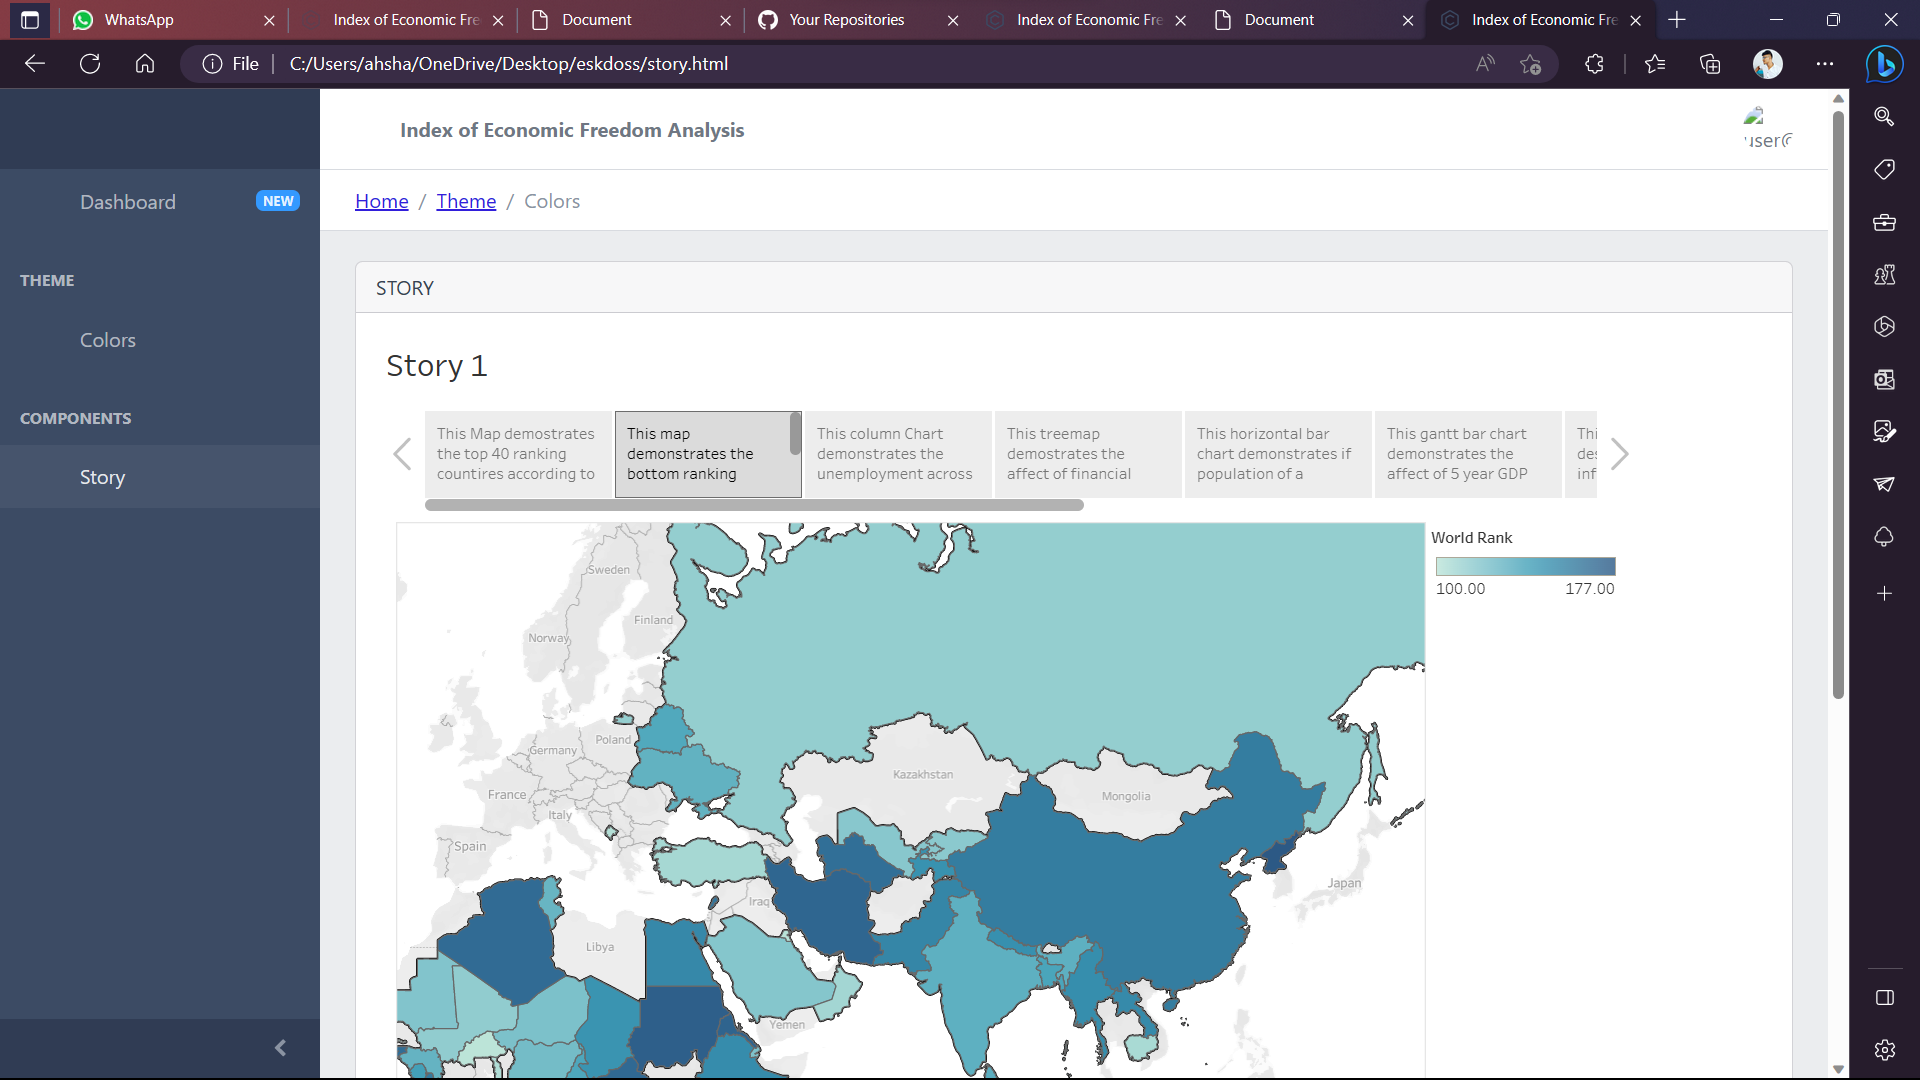 WhatsApp
Index of Economic Fre
Document
Your Repositories
Index of Economic Fre
Document
Index of Economic Fre
File
C:/Users/ahsha/OneDrive/Desktop/eskdoss/story.html
Index of Economic Freedom Analysis
user@
Dashboard
NEW
Home / Theme / Colors
THEME
Colors
COMPONENTS
Story
STORY
Story 1
This Map demostrates
the top 40 ranking
countires according to
This map
demonstrates the
bottom ranking
This column Chart
demonstrates the
unemployment across
This treemap
demostrates the
affect of financial
This horizontal bar
chart demonstrates if
population of a
This gantt bar chart
demonstrates the
affect of 5 year GDP
Thi
des
inf
World Rank
100.00
177.00
Sweden
Finland
Norway
Poland
Germany
France
Kazakhstan
Mongolia
Italy
Spain
Japan
Iraq
Libya
Yemen